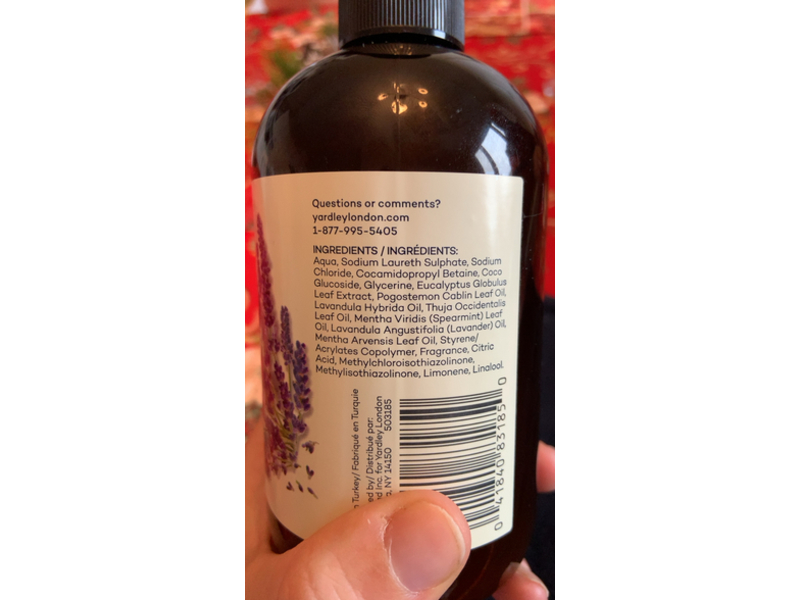 Questions or comments?
yardleylondon.com
1-877-995-5405
INGREDIENTS / INGRÉDIENTS:
Aqua, Sodium Laureth Sulphate, Sodium
Chloride, Cocamidopropyl Betaine, Coco
Glucoside, Glycerine, Eucalyptus Globulus
Leaf Extract, Pogostemon Cablin Leaf Oil,
Lavandula Hybrida Oil, Thuja Occidentalis
Leaf Oil, Mentha Viridis (Spearmint) Leaf
Oil, Lavandula Angustifolia (Lavander) Oil,
Mentha Arvensis Leaf Oil, Styrene/
Acrylates Copolymer, Fragrance, Citric
Acid, Methylchloroisothiazolinone,
Methylisothiazolinone, Limonene, Linalool.
Turkey/ Fabriqué en Turquie
by/ Distribué par:
Inc. for Yardley London
NY 14150 503185
0 41840 83185 0